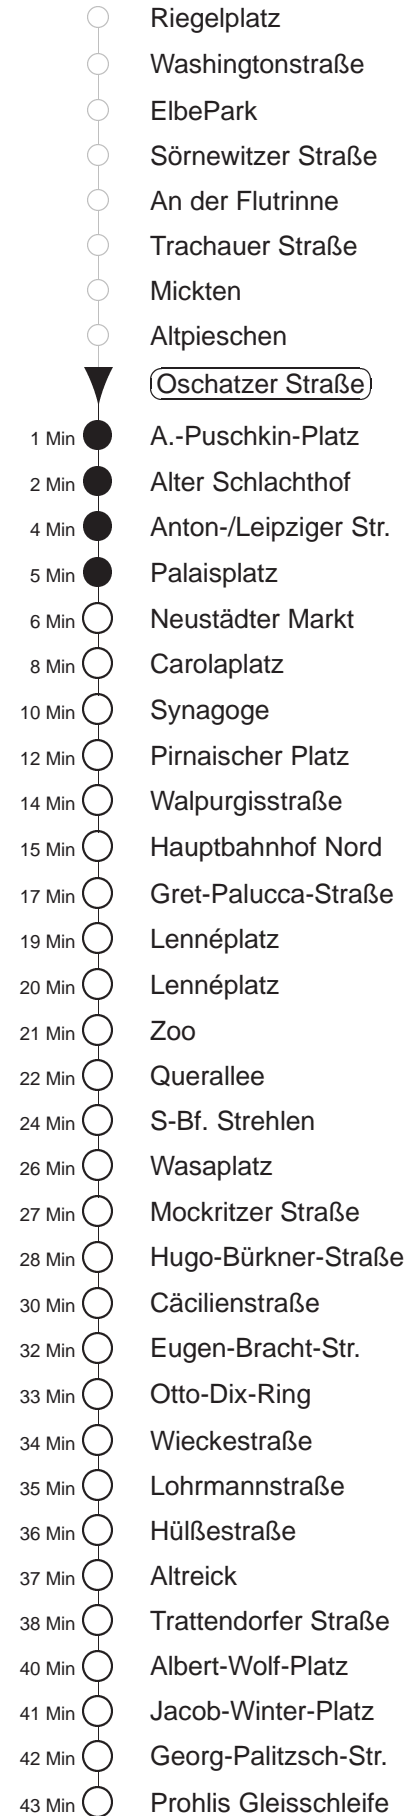 Riegelplatz
Washingtonstraße
ElbePark
Sörnewitzer Straße
An der Flutrinne
Trachauer Straße
Mickten
Altpieschen
Oschatzer Straße
1 Min A.-Puschkin-Platz
2 Min Alter Schlachthof
4 Min Anton-/Leipziger Str.
5 Min Palaisplatz
6 Min Neustädter Markt
8 Min Carolaplatz
10 Min Synagoge
12 Min Pirnaischer Platz
14 Min Walpurgisstraße
15 Min Hauptbahnhof Nord
17 Min Gret-Palucca-Straße
19 Min Lennéplatz
20 Min Lennéplatz
21 Min Zoo
22 Min Querallee
24 Min S-Bf. Strehlen
26 Min Wasaplatz
27 Min Mockritzer Straße
28 Min Hugo-Bürkner-Straße
30 Min Cäcilienstraße
32 Min Eugen-Bracht-Str.
33 Min Otto-Dix-Ring
34 Min Wieckestraße
35 Min Lohrmannstraße
36 Min Hülßestraße
37 Min Altreick
38 Min Trattendorfer Straße
40 Min Albert-Wolf-Platz
41 Min Jacob-Winter-Platz
42 Min Georg-Palitzsch-Str.
43 Min Prohlis Gleisschleife